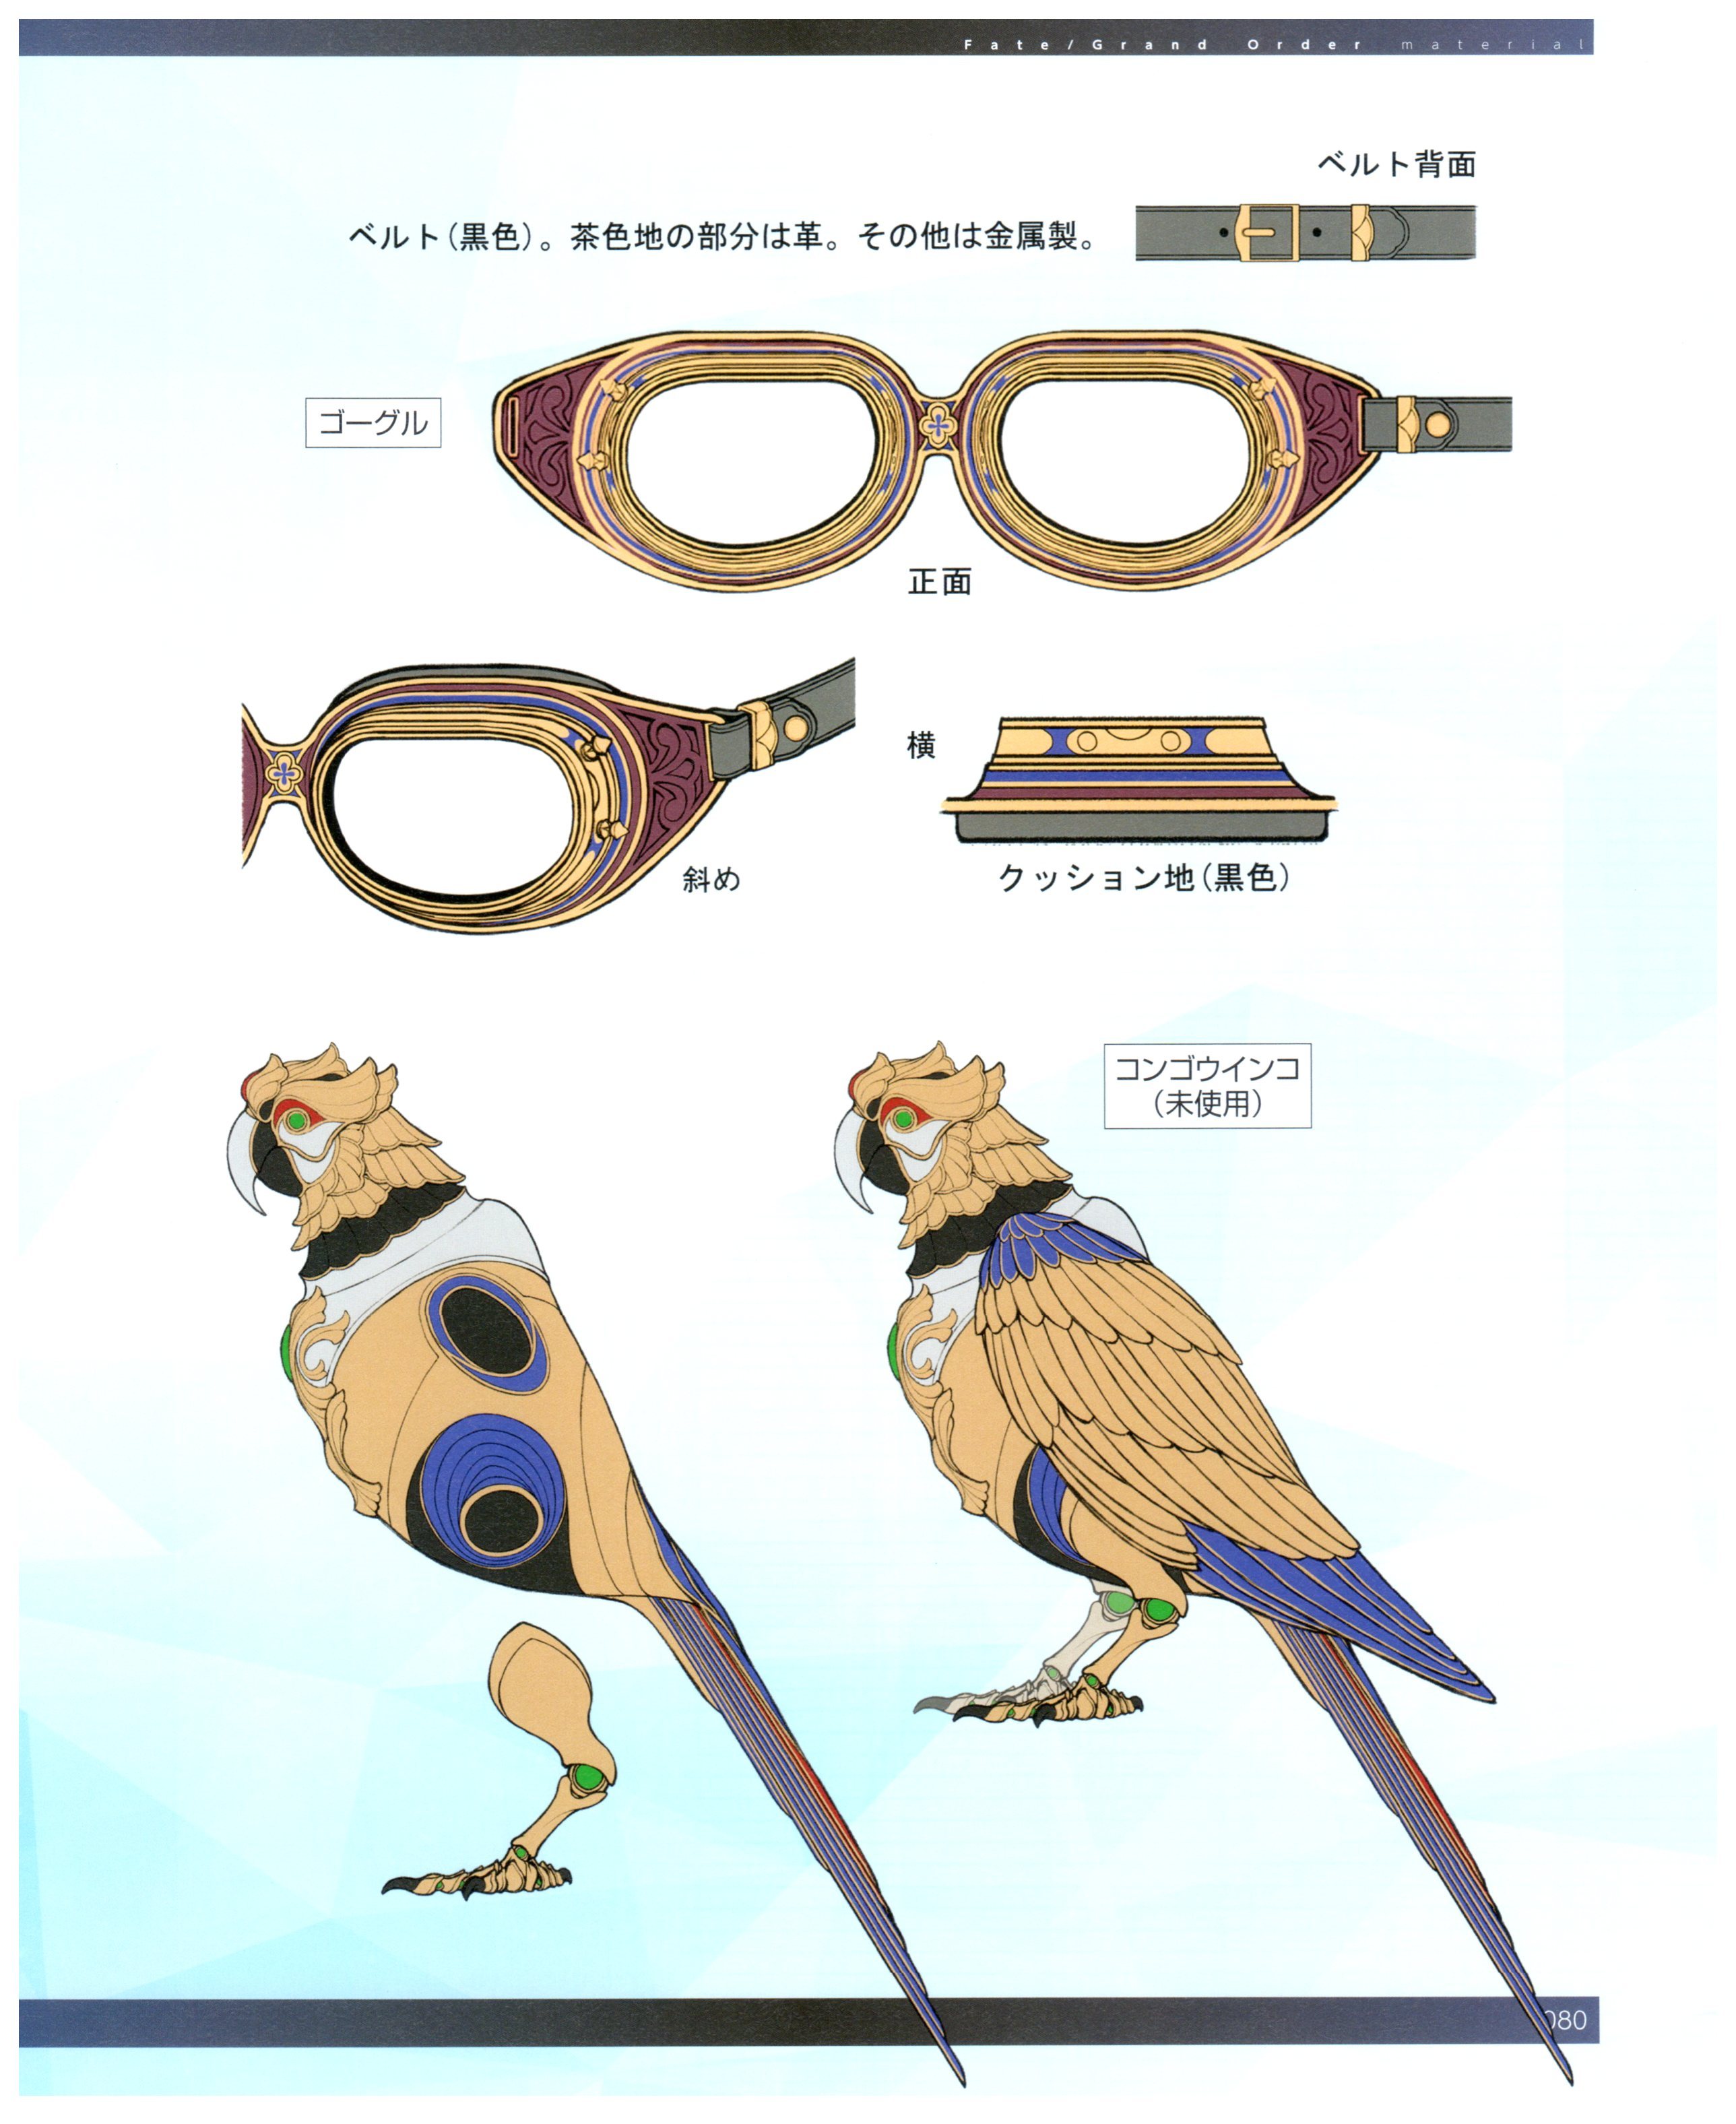 Fate/Grand Order material
ベルト背面
ベルト(黒色)。茶色地の部分は革。その他は金属製。
ゴーグル
正面
斜め
横
クッション地(黒色)
コンゴウインコ
(未使用)
080